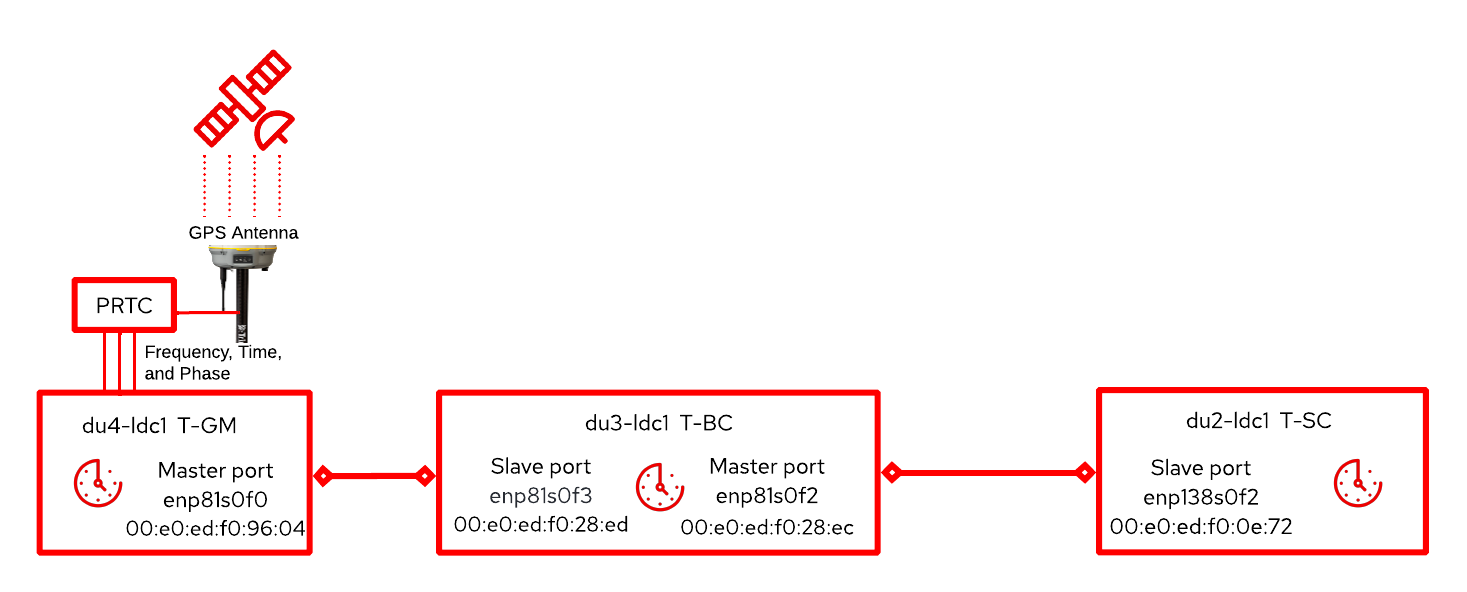 GPS Antenna
PRTC
Frequency, Time,
and Phase
du4-ldc1 T-GM
Master port
enp81s0f0
00:e0:ed:f0:96:04
du3-ldc1 T-BC
Slave port
enp81s0f3
00:e0:ed:f0:28:ed
Master port
enp81s0f2
00:e0:ed:f0:28:ec
du2-ldc1 T-SC
Slave port
enp138s0f2
00:e0:ed:f0:0e:72